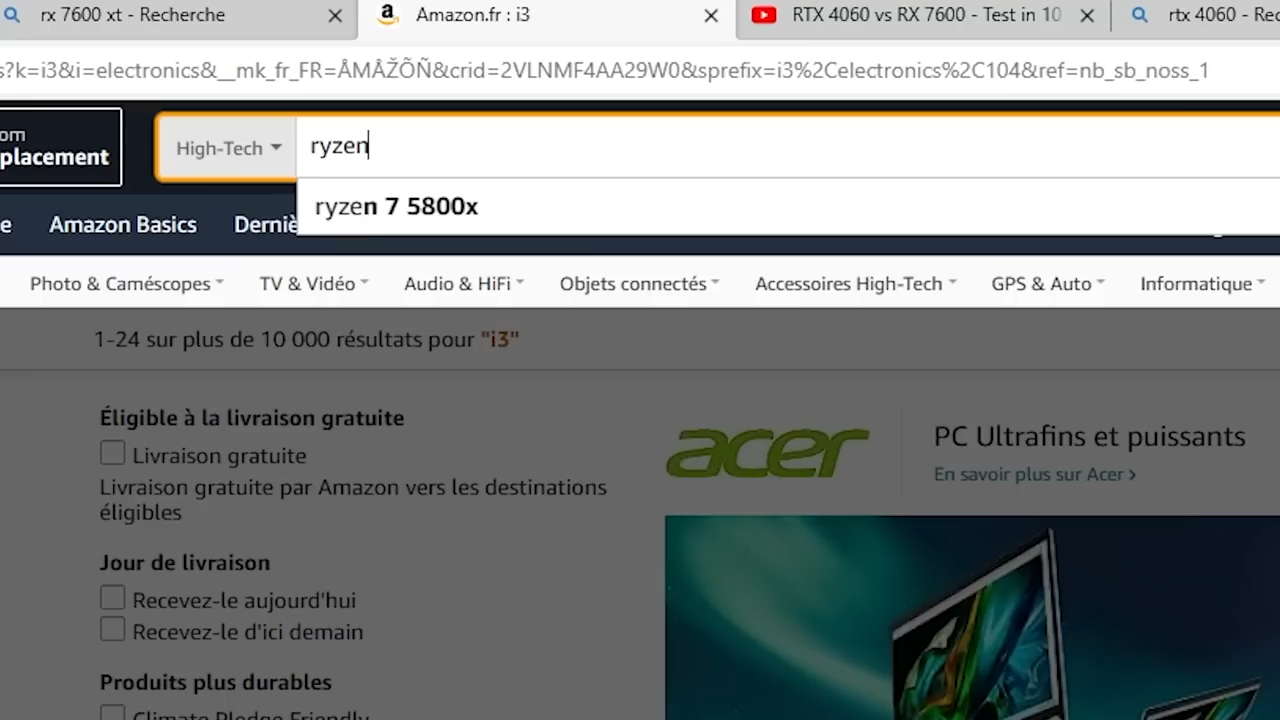 rx 7600 xt - Recherche
Amazon.fr : i3
RTX 4060 vs RX 7600 - Test in 10
rtx 4060 - Rec
s?k=i3&i=electronics&__mk_fr_FR=ÅMÅŽÕÑ&crid=2VLNMF4AA29W0&sprefix=i3%2Celectronics%2C104&ref=nb_sb_noss_1
om
placement
High-Tech
ryzen
ryzen 7 5800x
e
Amazon Basics
Derniè
Photo & Caméscopes
TV & Vidéo
Audio & HiFi
Objets connectés
Accessoires High-Tech
GPS & Auto
Informatique
1-24 sur plus de 10 000 résultats pour "i3"
Éligible à la livraison gratuite
Livraison gratuite
Livraison gratuite par Amazon vers les destinations
éligibles
Jour de livraison
Recevez-le aujourd'hui
Recevez-le d'ici demain
Produits plus durables
Climate Pledge Friendly
acer
PC Ultrafins et puissants
En savoir plus sur Acer ›